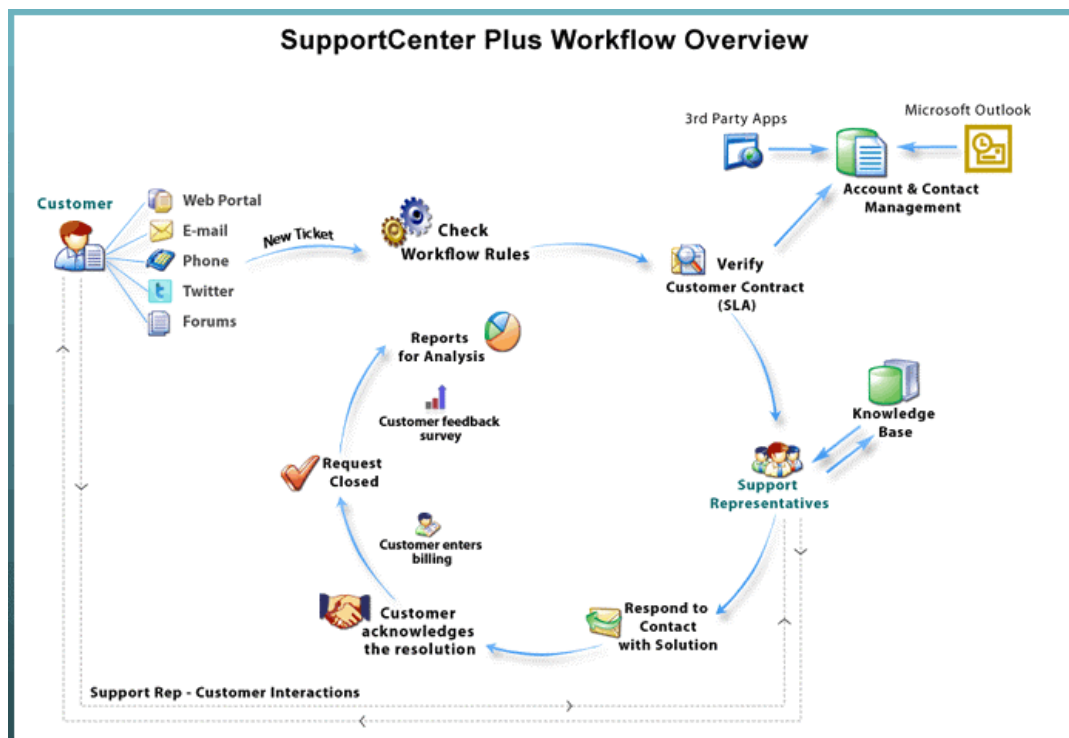 SupportCenter Plus Workflow Overview
3rd Party Apps
Microsoft Outlook
Account & Contact
Management
Customer
Web Portal
E-mail
Phone
Twitter
Forums
New Ticket
Check
Workflow Rules
Verify
Customer Contract
(SLA)
Reports
for Analysis
Customer feedback
survey
Knowledge
Base
Request
Closed
Support
Representatives
Customer enters
billing
Respond to
Contact
with Solution
Customer
acknowledges
the resolution
Support Rep - Customer Interactions